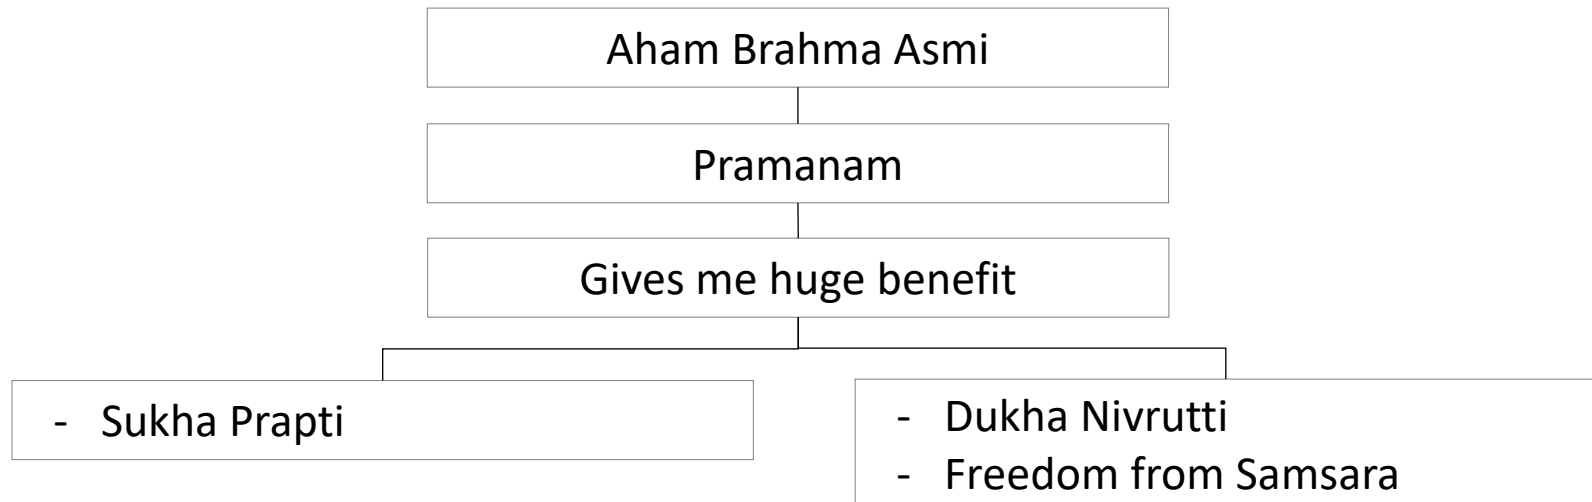 Aham Brahma Asmi
Pramanam
Gives me huge benefit
- Sukha Prapti
- Dukha Nivrutti
- Freedom from Samsara